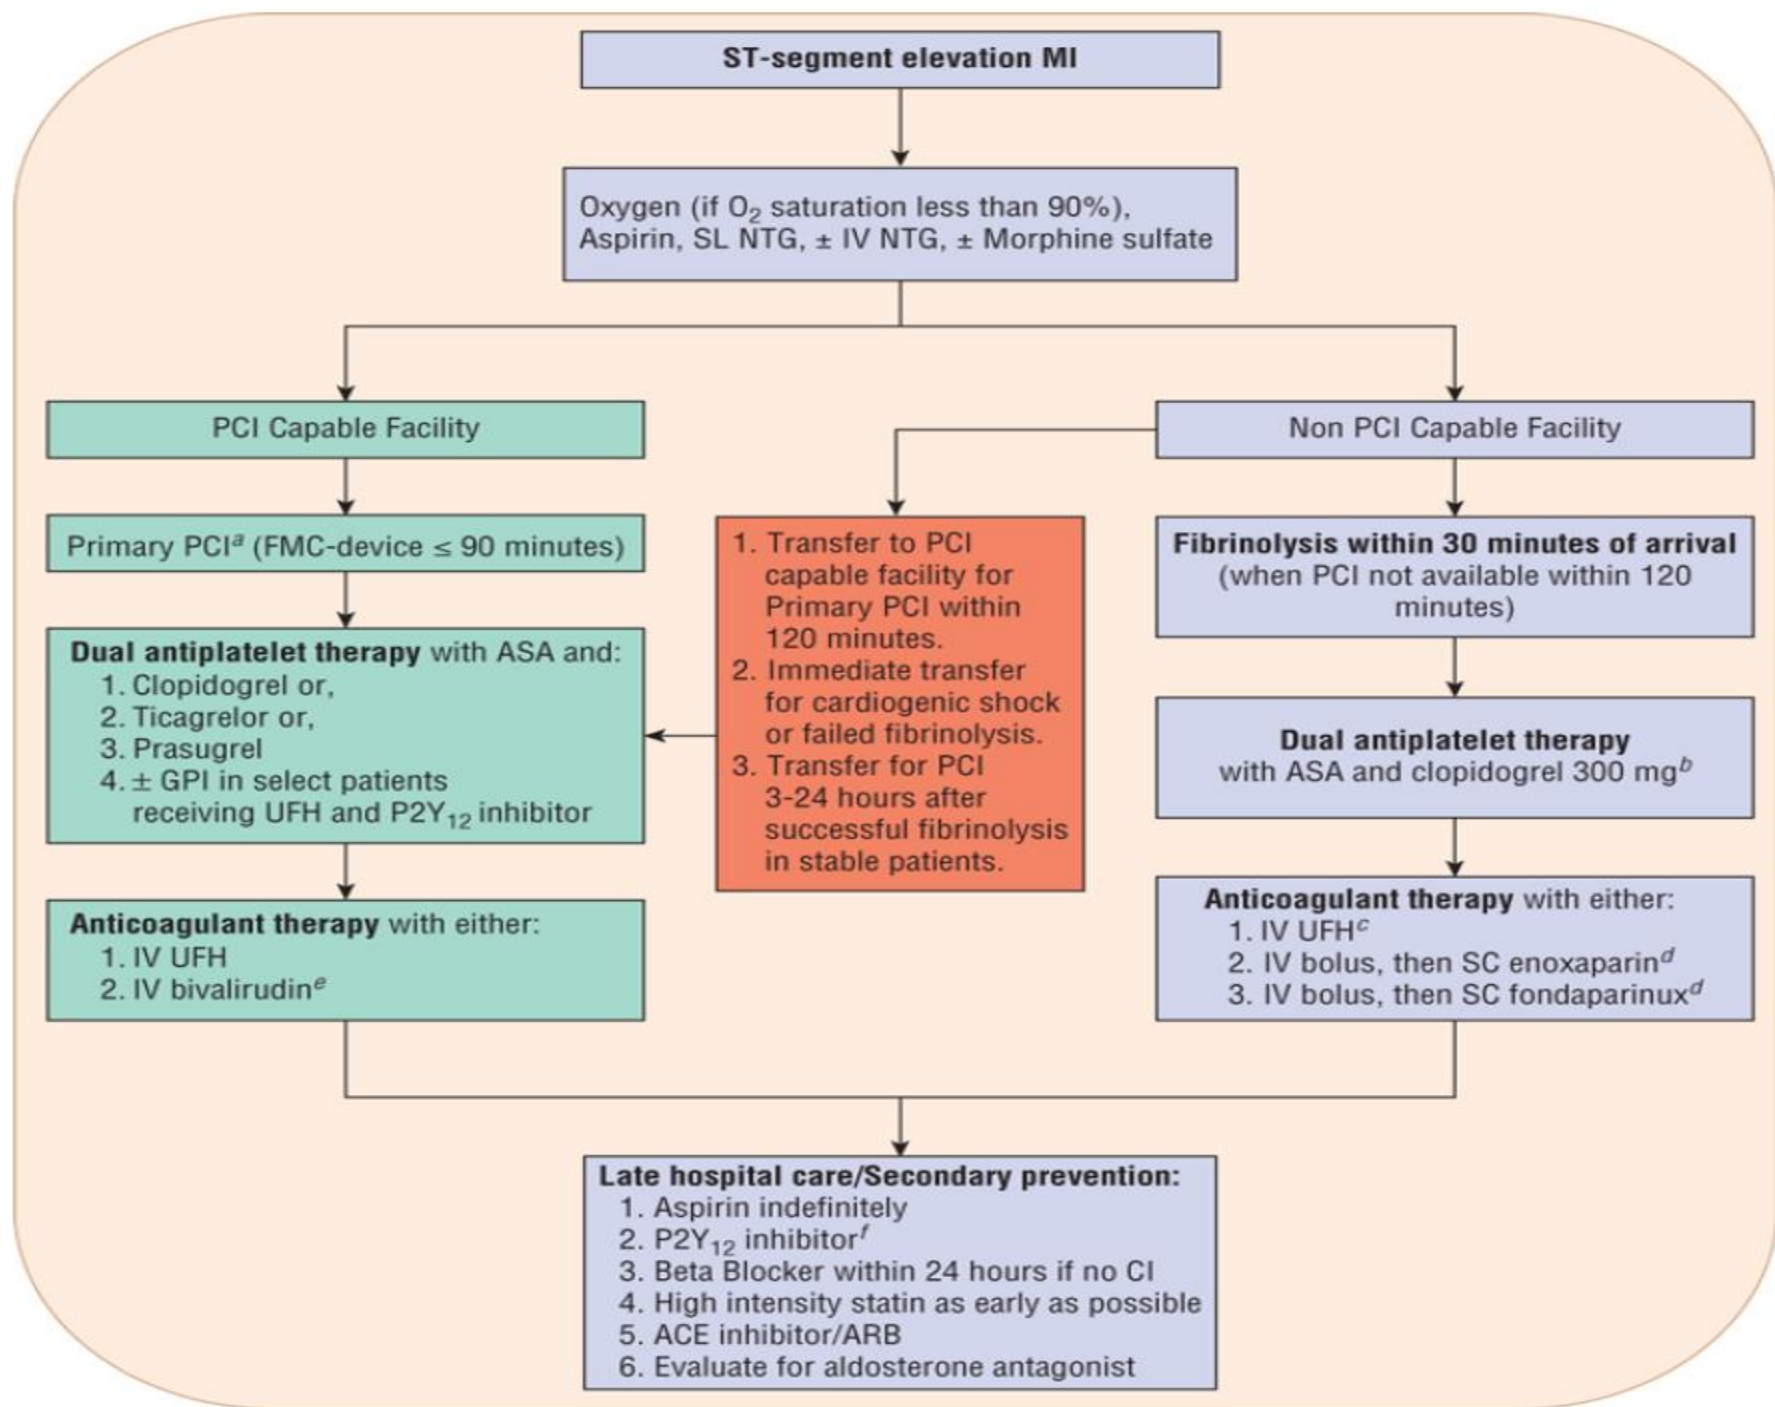 ST-segment elevation MI
Oxygen (if O₂ saturation less than 90%),
Aspirin, SL NTG, ± IV NTG, ± Morphine sulfate
PCI Capable Facility
Non PCI Capable Facility
Primary PCIᵃ (FMC-device ≤ 90 minutes)
Dual antiplatelet therapy with ASA and:
1. Clopidogrel or,
2. Ticagrelor or,
3. Prasugrel
4. ± GPI in select patients
receiving UFH and P2Y₁₂ inhibitor
Anticoagulant therapy with either:
1. IV UFH
2. IV bivalirudinᵉ
1. Transfer to PCI
capable facility for
Primary PCI within
120 minutes.
2. Immediate transfer
for cardiogenic shock
or failed fibrinolysis.
3. Transfer for PCI
3-24 hours after
successful fibrinolysis
in stable patients.
Fibrinolysis within 30 minutes of arrival
(when PCI not available within 120
minutes)
Dual antiplatelet therapy
with ASA and clopidogrel 300 mgᵇ
Anticoagulant therapy with either:
1. IV UFHᶜ
2. IV bolus, then SC enoxaparinᵈ
3. IV bolus, then SC fondaparinuxᵈ
Late hospital care/Secondary prevention:
1. Aspirin indefinitely
2. P2Y₁₂ inhibitorᶠ
3. Beta Blocker within 24 hours if no CI
4. High intensity statin as early as possible
5. ACE inhibitor/ARB
6. Evaluate for aldosterone antagonist